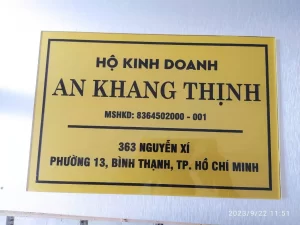 HỘ KINH DOANH
AN KHANG THỊNH
MSHKD: 8364502000 - 001
363 NGUYỄN XÍ
PHƯỜNG 13, BÌNH THẠNH, TP. HỒ CHÍ MINH
2020/9/22 11:51